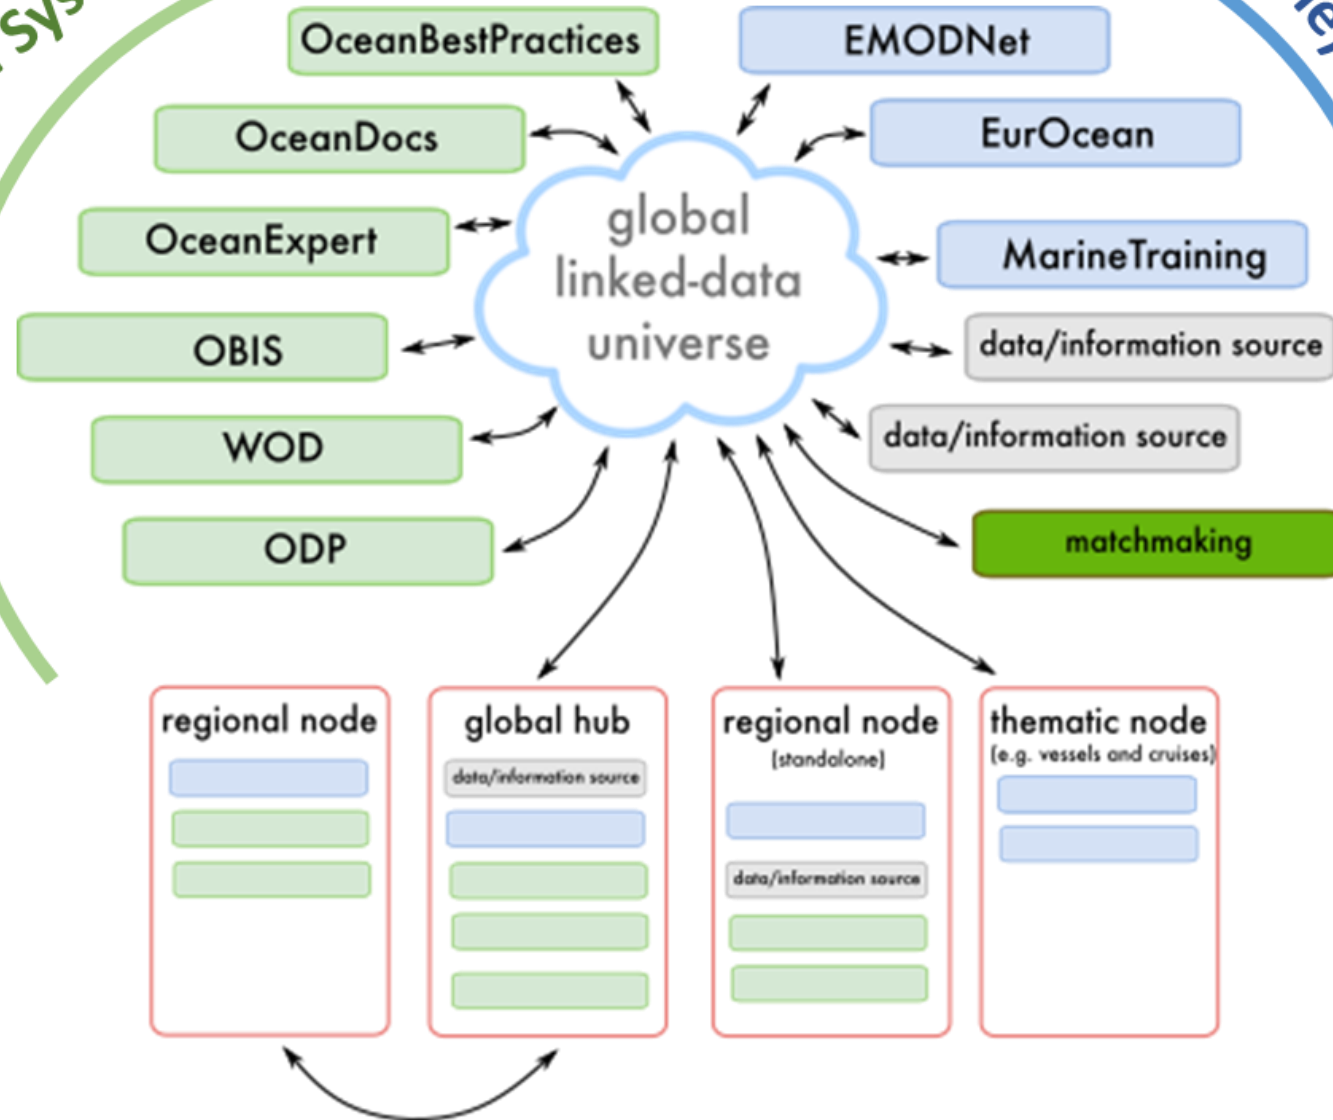 OceanBestPractices
EMODNet
OceanDocs
EurOcean
OceanExpert
global
linked-data
universe
MarineTraining
OBIS
data/information source
WOD
data/information source
ODP
matchmaking
regional node
global hub
data/information source
regional node
(standalone)
data/information source
thematic node
(e.g. vessels and cruises)